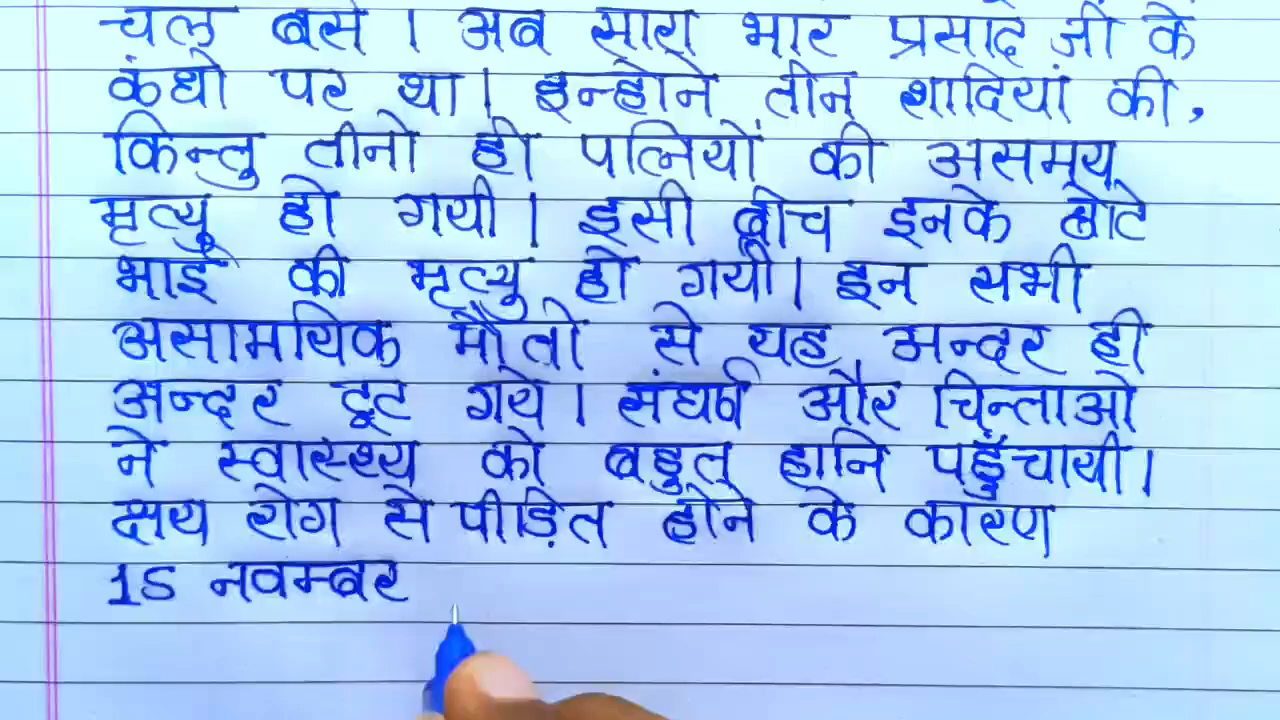 चल बसे। अब सारा भार प्रसाद जी के
कंधो पर था। इन्होने तीन शादियां की,
किन्तु तीनो ही पत्नियों की असमय
मृत्यु हो गयी। इसी बीच इनके छोटे
भाई की मृत्यु हो गयी। इन सभी
असामयिक मौतो से यह अन्दर ही
अन्दर टूट गये। संघर्ष और चिन्ताओ
ने स्वास्थ्य को बहुत हानि पहुँचायी।
क्षय रोग से पीड़ित होने के कारण
15 नवम्बर